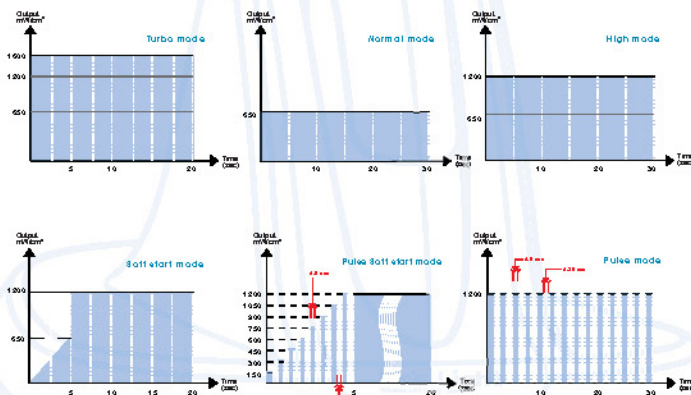 Output
mW/cm²
Turbo mode
1600
1200
650
5
10
20
Time
(sec)
Output
mW/cm²
Normal mode
650
10
20
30
Time
(sec)
Output
mW/cm²
High mode
1200
650
10
20
30
Time
(sec)
Output
mW/cm²
Soft start mode
1200
650
5
10
20
Time
(sec)
Output
mW/cm²
Pulse Soft start mode
1200
1050
900
750
600
450
300
150
5
20
Time
(sec)
Output
mW/cm²
Pulse mode
1200
10
20
30
Time
(sec)